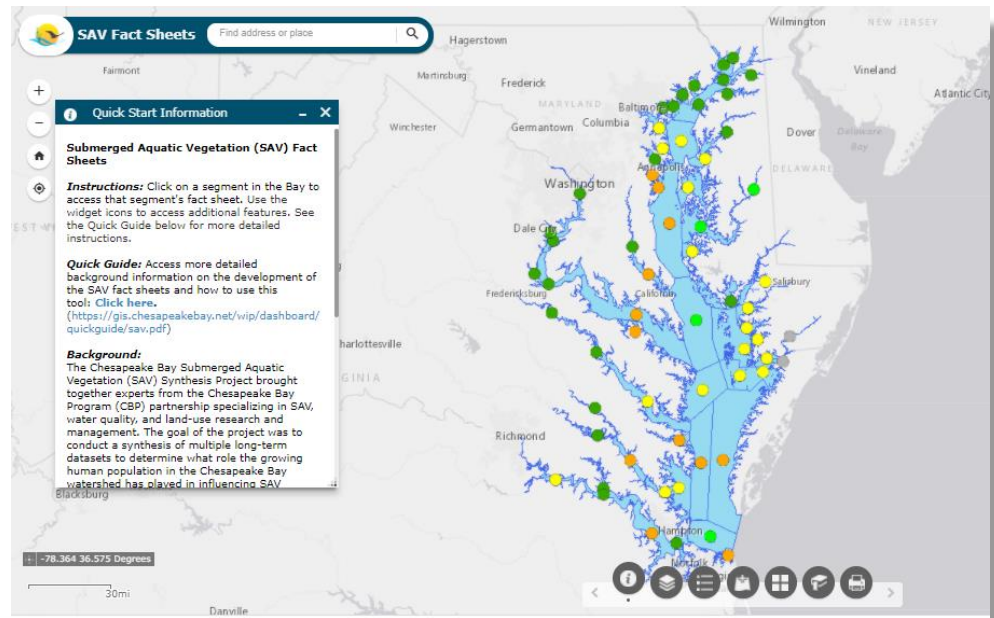 SAV Fact Sheets
Find address or place
Quick Start Information
Submerged Aquatic Vegetation (SAV) Fact
Sheets
Instructions: Click on a segment in the Bay to
access that segment's fact sheet. Use the
widget icons to access additional features. See
the Quick Guide below for more detailed
instructions.
Quick Guide: Access more detailed
background information on the development of
the SAV fact sheets and how to use this
tool: Click here.
(https://gis.chesapeakebay.net/wip/dashboard/
quickguide/sav.pdf)
Background:
The Chesapeake Bay Submerged Aquatic
Vegetation (SAV) Synthesis Project brought
together experts from the Chesapeake Bay
Program (CBP) partnership specializing in SAV,
water quality, and land-use research and
management. The goal of the project was to
conduct a synthesis of multiple long-term
datasets to determine what role the growing
human population in the Chesapeake Bay
watershed has played in influencing SAV
Wilmington
NEW JERSEY
Hagerstown
Fairmont
Martinsburg
Frederick
Vineland
Atlantic City
MARYLAND
Winchester
Germantown
Columbia
Dover
Delaware
Bay
DELAWARE
Washington
Dale City
Salisbury
Fredericksburg
California
harlottesville
GINIA
Richmond
Blacksburg
Hampton
Norfolk
-78.364 36.575 Degrees
30mi
Danville